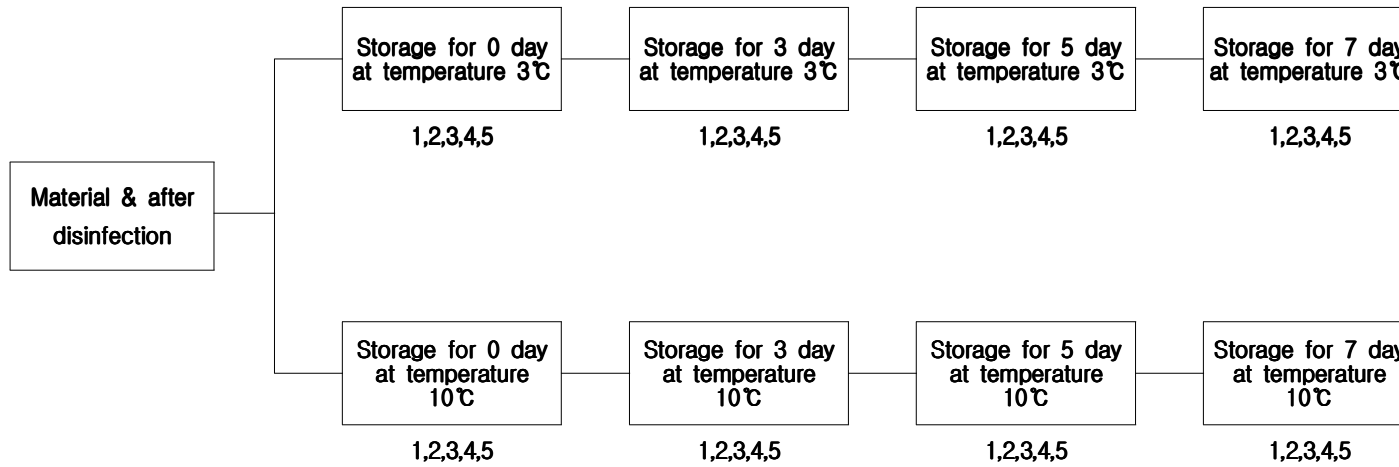 Storage for 0 day
at temperature 3℃
1,2,3,4,5
Storage for 3 day
at temperature 3℃
1,2,3,4,5
Storage for 5 day
at temperature 3℃
1,2,3,4,5
Storage for 7 day
at temperature 3℃
1,2,3,4,5
Material & after
disinfection
Storage for 0 day
at temperature
10℃
1,2,3,4,5
Storage for 3 day
at temperature
10℃
1,2,3,4,5
Storage for 5 day
at temperature
10℃
1,2,3,4,5
Storage for 7 day
at temperature
10℃
1,2,3,4,5